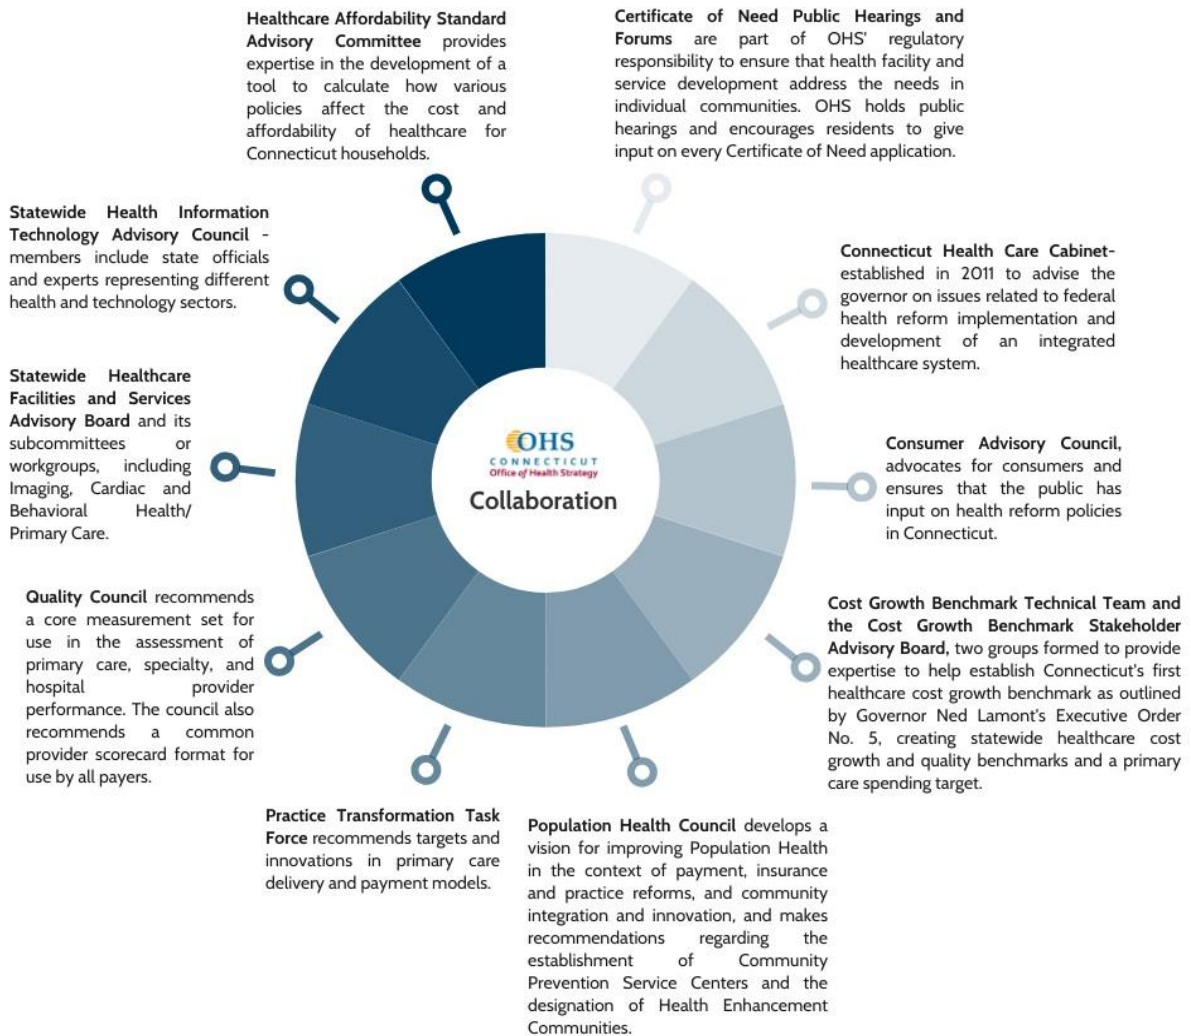 Healthcare Affordability Standard
Advisory Committee provides
expertise in the development of a
tool to calculate how various
policies affect the cost and
affordability of healthcare for
Connecticut households.
Certificate of Need Public Hearings and
Forums are part of OHS' regulatory
responsibility to ensure that health facility and
service development address the needs in
individual communities. OHS holds public
hearings and encourages residents to give
input on every Certificate of Need application.
Statewide Health Information
Technology Advisory Council -
members include state officials
and experts representing different
health and technology sectors.
Connecticut Health Care Cabinet-
established in 2011 to advise the
governor on issues related to federal
health reform implementation and
development of an integrated
healthcare system.
Statewide Healthcare
Facilities and Services
Advisory Board and its
subcommittees or
workgroups, including
Imaging, Cardiac and
Behavioral Health/
Primary Care.
OHS
CONNECTICUT
Office of Health Strategy
Collaboration
Consumer Advisory Council,
advocates for consumers and
ensures that the public has
input on health reform policies
in Connecticut.
Quality Council recommends
a core measurement set for
use in the assessment of
primary care, specialty, and
hospital provider
performance. The council also
recommends a common
provider scorecard format for
use by all payers.
Cost Growth Benchmark Technical Team and
the Cost Growth Benchmark Stakeholder
Advisory Board, two groups formed to provide
expertise to help establish Connecticut's first
healthcare cost growth benchmark as outlined
by Governor Ned Lamont's Executive Order
No. 5, creating statewide healthcare cost
growth and quality benchmarks and a primary
care spending target.
Practice Transformation Task
Force recommends targets and
innovations in primary care
delivery and payment models.
Population Health Council develops a
vision for improving Population Health
in the context of payment, insurance
and practice reforms, and community
integration and innovation, and makes
recommendations regarding the
establishment of Community
Prevention Service Centers and the
designation of Health Enhancement
Communities.